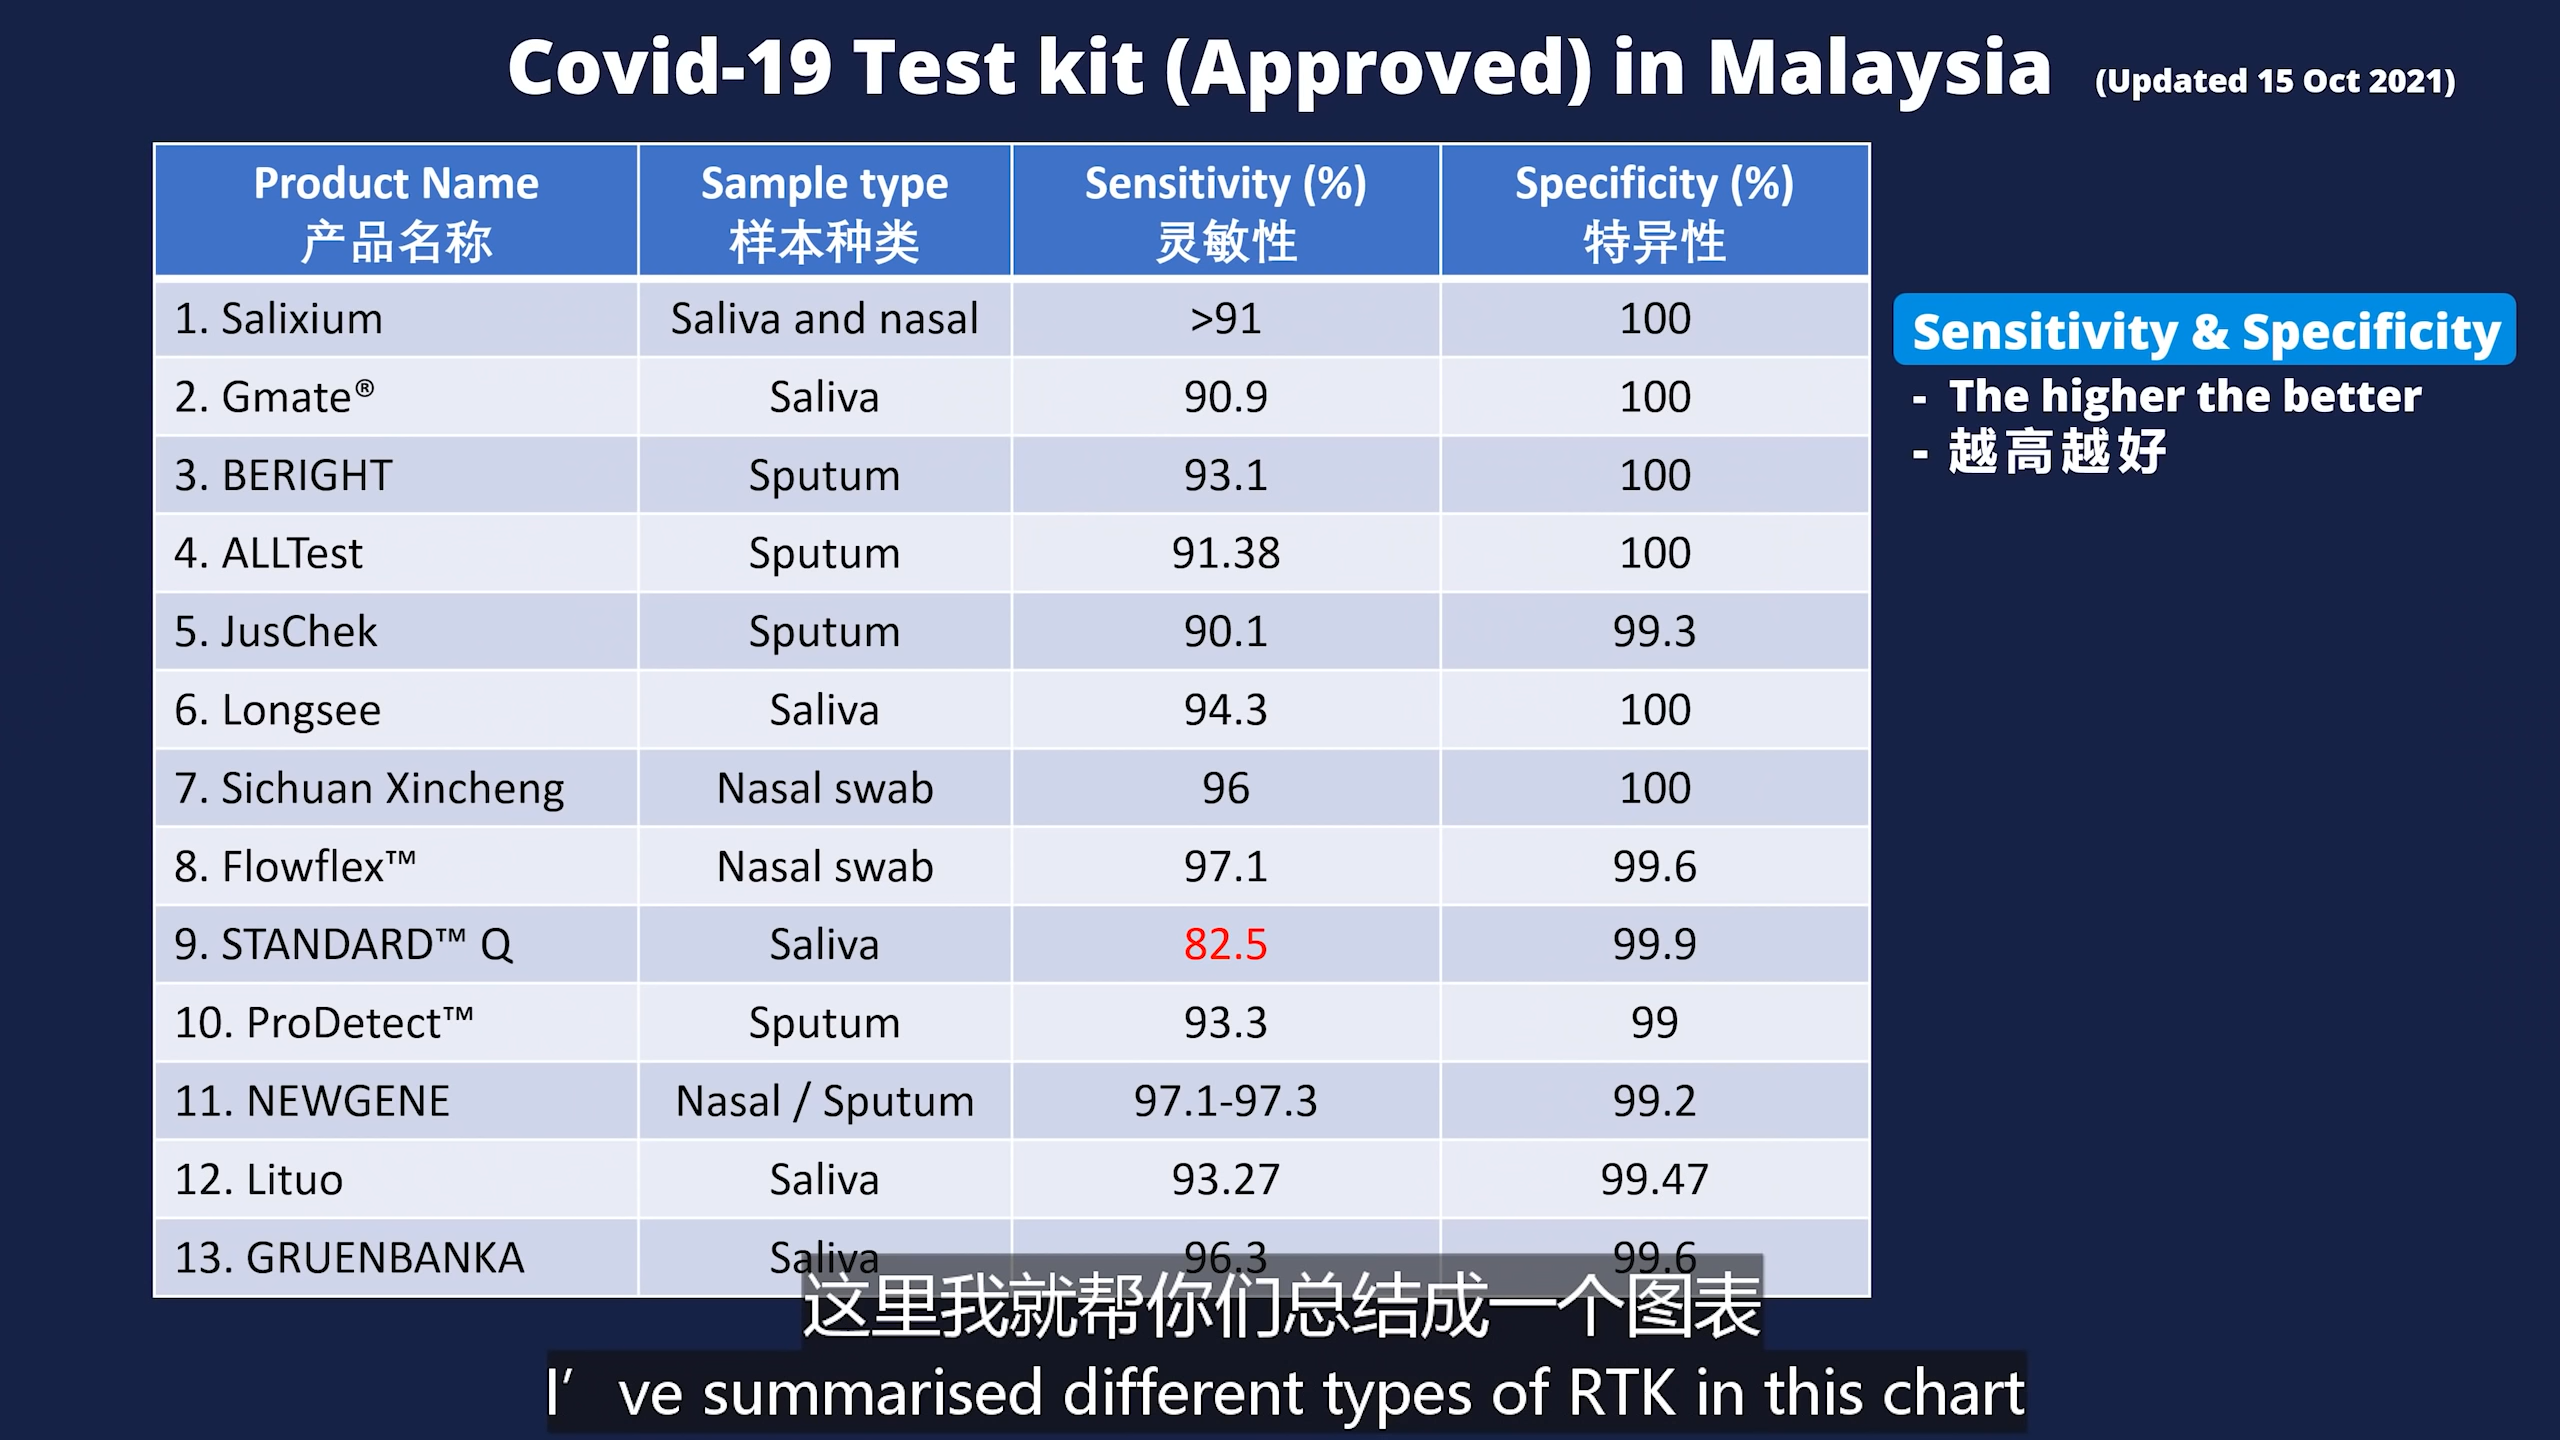 Covid-19 Test kit (Approved) in Malaysia (Updated 15 Oct 2021)
Product Name Sample type Sensitivity (%) Specificity (%)
产品名称 样本种类 灵敏性 特异性
1. Salixium Saliva and nasal >91 100
2. Gmate® Saliva 90.9 100
3. BERIGHT Sputum 93.1 100
4. ALLTest Sputum 91.38 100
5. JusChek Sputum 90.1 99.3
6. Longsee Saliva 94.3 100
7. Sichuan Xincheng Nasal swab 96 100
8. Flowflex™ Nasal swab 97.1 99.6
9. STANDARD™ Q Saliva 82.5 99.9
10. ProDetect™ Sputum 93.3 99
11. NEWGENE Nasal / Sputum 97.1-97.3 99.2
12. Lituo Saliva 93.27 99.47
13. GRUENBANKA Saliva 96.3 99.6
Sensitivity & Specificity
- The higher the better
- 越高越好
这里我就帮你们总结成一个图表
I’ve summarised different types of RTK in this chart